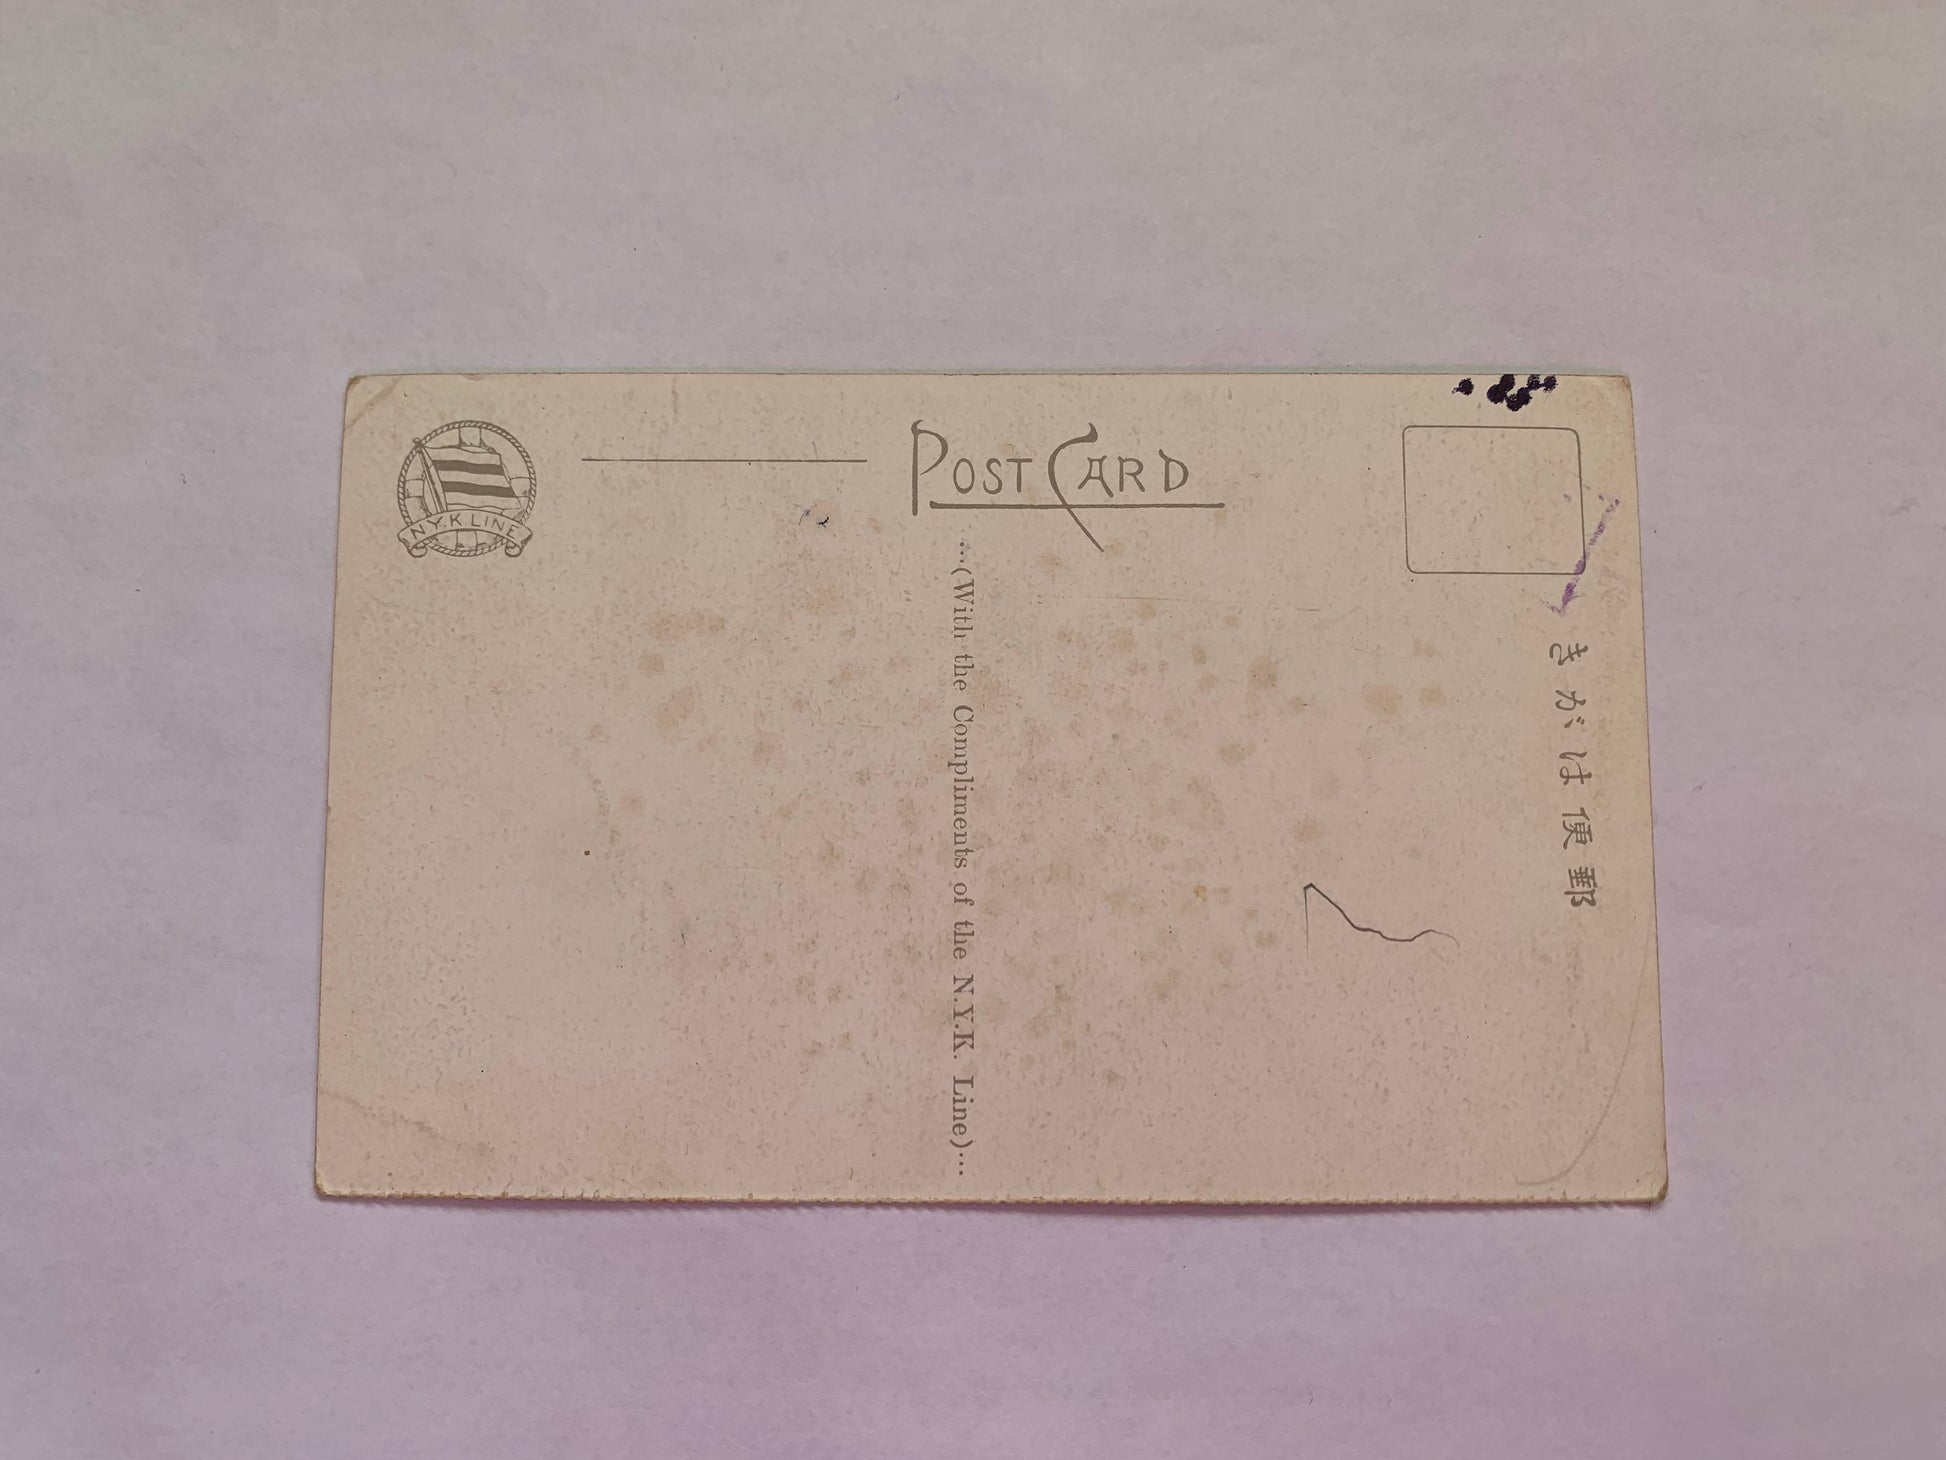 N.Y.K. LINE
POST CARD
...(With the Compliments of the N.Y.K. Line)...
きがは便郵